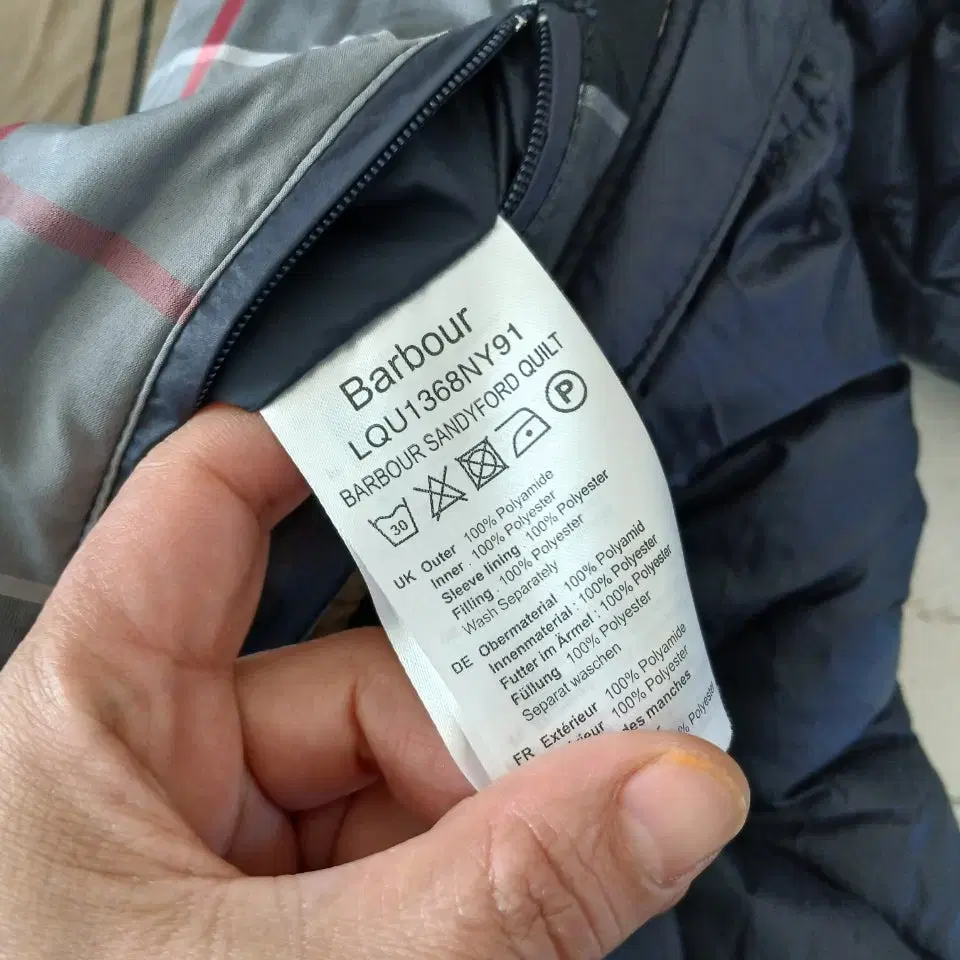 Barbour
LQU1368NY91
BARBOUR SANDYFORD QUILT
30 P
UK Outer 100% Polyamide
Inner : 100% Polyester
Sleeve lining 100% Polyester
Filling : 100% Polyester
Wash Separately
DE Obermaterial : 100% Polyamid
Innenmaterial : 100% Polyester
Futter im Ärmel : 100% Polyester
Füllung 100% Polyester
Separat waschen
FR Extérieur 100% Polyamide
100% Polyester
des manches
% Polyester